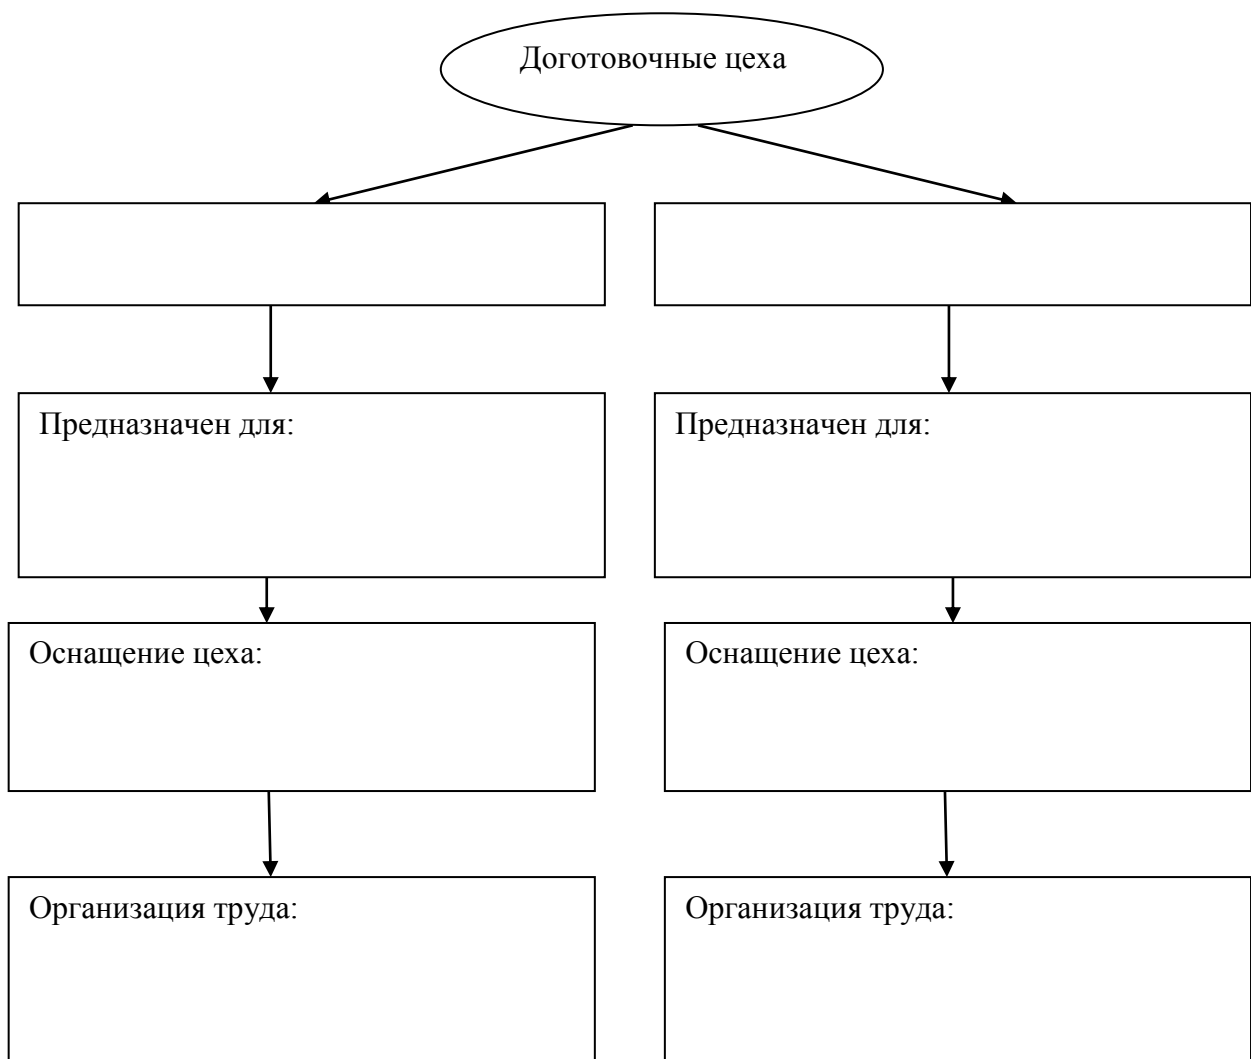 Доготовочные цеха
Предназначен для:
Предназначен для:
Оснащение цеха:
Оснащение цеха:
Организация труда:
Организация труда: